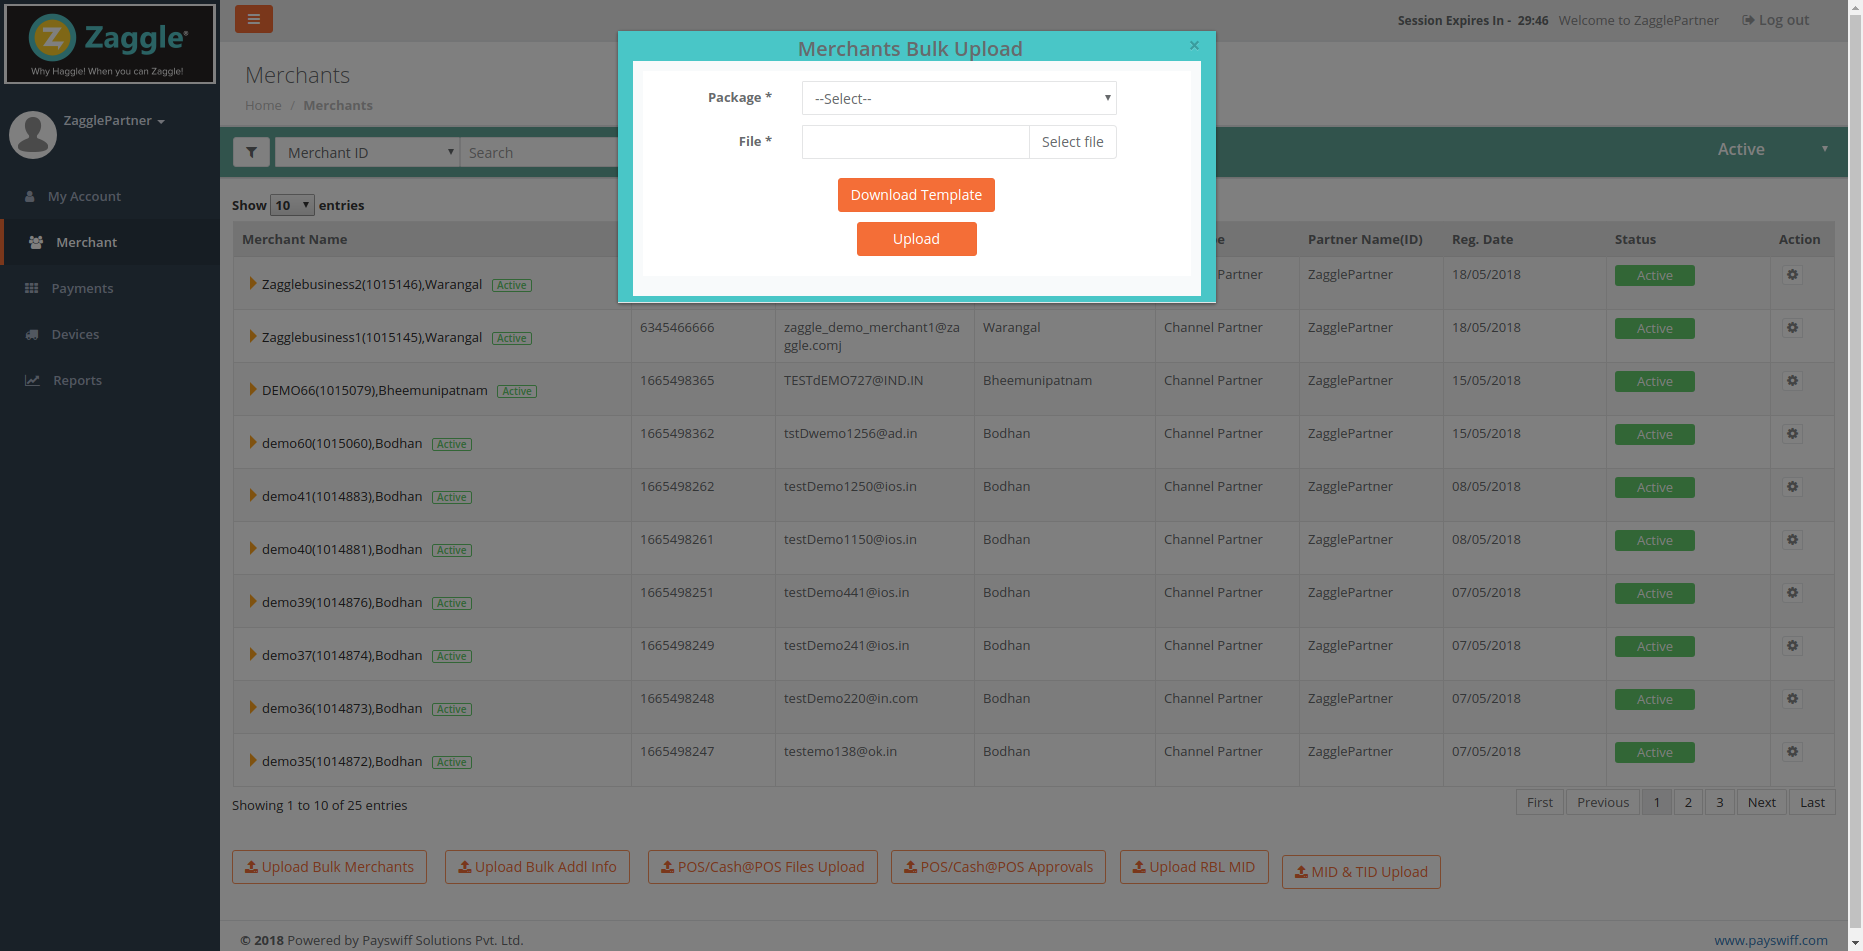 Zaggle®
Why Haggle! When you can Zaggle!
Session Expires In - 29:46 Welcome to ZagglePartner Log out
Merchants Bulk Upload ×
Package * --Select--
File * Select file
Download Template
Upload
Merchants
Home / Merchants
ZagglePartner
My Account
Merchant
Payments
Devices
Reports
Merchant ID Search Active
Show 10 entries
Merchant Name Partner Name(ID) Reg. Date Status Action
Zagglebusiness2(1015146),Warangal Active Partner ZagglePartner 18/05/2018 Active
Zagglebusiness1(1015145),Warangal Active 6345466666 zaggle_demo_merchant1@za Warangal Channel Partner ZagglePartner 18/05/2018 Active
ggle.comj
DEMO66(1015079),Bheemunipatnam Active 1665498365 TESTdEMO727@IND.IN Bheemunipatnam Channel Partner ZagglePartner 15/05/2018 Active
demo60(1015060),Bodhan Active 1665498362 tstDwemo1256@ad.in Bodhan Channel Partner ZagglePartner 15/05/2018 Active
demo41(1014883),Bodhan Active 1665498262 testDemo1250@ios.in Bodhan Channel Partner ZagglePartner 08/05/2018 Active
demo40(1014881),Bodhan Active 1665498261 testDemo1150@ios.in Bodhan Channel Partner ZagglePartner 08/05/2018 Active
demo39(1014876),Bodhan Active 1665498251 testDemo441@ios.in Bodhan Channel Partner ZagglePartner 07/05/2018 Active
demo37(1014874),Bodhan Active 1665498249 testDemo241@ios.in Bodhan Channel Partner ZagglePartner 07/05/2018 Active
demo36(1014873),Bodhan Active 1665498248 testDemo220@in.com Bodhan Channel Partner ZagglePartner 07/05/2018 Active
demo35(1014872),Bodhan Active 1665498247 testemo138@ok.in Bodhan Channel Partner ZagglePartner 07/05/2018 Active
Showing 1 to 10 of 25 entries First Previous 1 2 3 Next Last
Upload Bulk Merchants Upload Bulk Addl Info POS/Cash@POS Files Upload POS/Cash@POS Approvals Upload RBL MID MID & TID Upload
© 2018 Powered by Payswiff Solutions Pvt. Ltd. www.payswiff.com